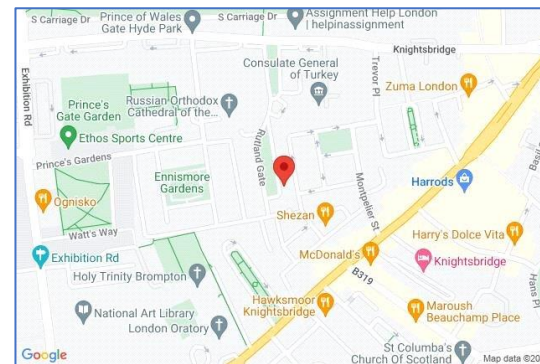 S Carriage Dr
Prince of Wales
Gate Hyde Park
S Carriage Dr
Assignment Help London
| helpinassignment
Knightsbridge
Consulate General
of Turkey
Trevor Pl
Zuma London
Exhibition Rd
Prince's
Gate Garden
Russian Orthodox
Cathedral of the...
Ethos Sports Centre
Rutland Gate
Prince's Gardens
Ennismore
Gardens
Montpelier St
Harrods
Basil
Ognisko
Shezan
Watt's Way
McDonald's
Harry's Dolce Vita
Exhibition Rd
Holy Trinity Brompton
B319
Knightsbridge
Hans Pl
National Art Library
London Oratory
Hawksmoor
Knightsbridge
Maroush
Beauchamp Place
St Columba's
Church Of Scotland
Google
Map data ©20